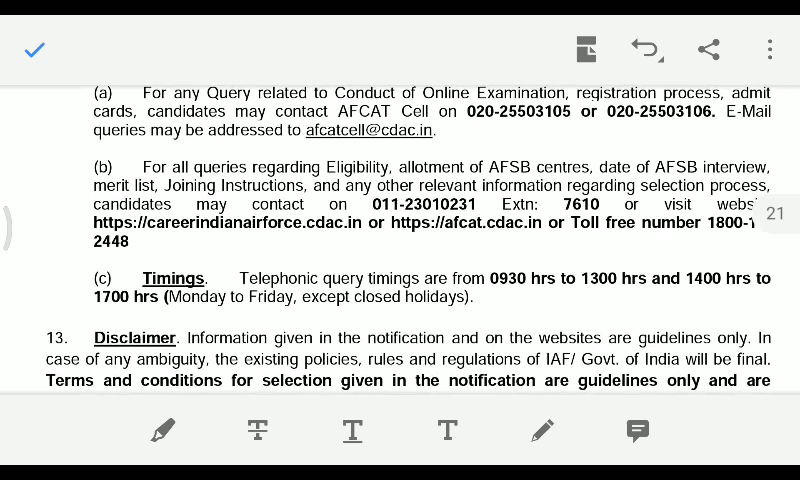 (a) For any Query related to Conduct of Online Examination, registration process, admit
cards, candidates may contact AFCAT Cell on 020-25503105 or 020-25503106. E-Mail
queries may be addressed to afcatcell@cdac.in.
(b) For all queries regarding Eligibility, allotment of AFSB centres, date of AFSB interview,
merit list, Joining Instructions, and any other relevant information regarding selection process,
candidates may contact on 011-23010231 Extn: 7610 or visit
https://careerindianairforce.cdac.in or https://afcat.cdac.in or Toll free number 1800-
21
2448
(c) Timings. Telephonic query timings are from 0930 hrs to 1300 hrs and 1400 hrs to
1700 hrs (Monday to Friday, except closed holidays).
13. Disclaimer. Information given in the notification and on the websites are guidelines only. In
case of any ambiguity, the existing policies, rules and regulations of IAF/ Govt. of India will be final.
Terms and conditions for selection given in the notification are guidelines only and are